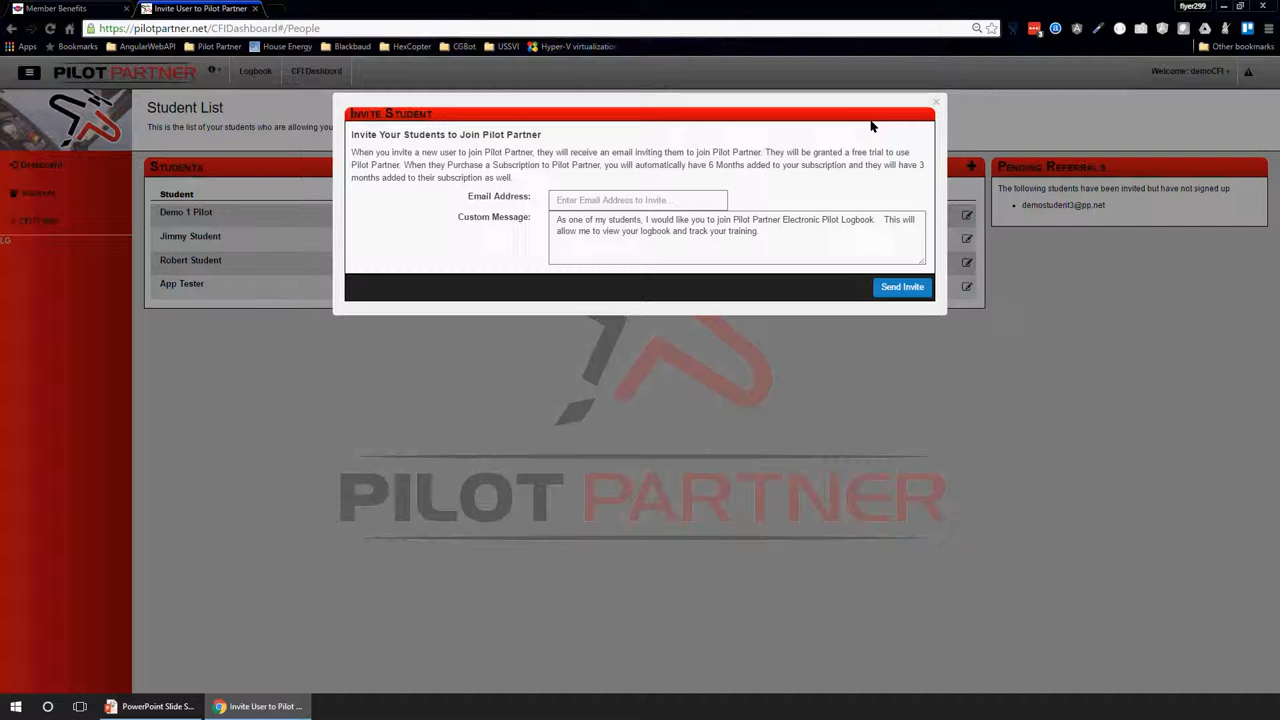 Member Benefits
Invite User to Pilot Partner
flyer299
https://pilotpartner.net/CFIDashboard#/People
Apps
Bookmarks
AngularWebAPI
Pilot Partner
House Energy
Blackbaud
HexCopter
CGBot
USSVI
Hyper-V virtualization
Other bookmarks
PILOT PARTNER
Logbook
CFI Dashbord
Welcome: demoCFI
Student List
This is the list of your students who are allowing you
Dashboard
Students
LG
STUDENTS
Student
Demo 1 Pilot
Jimmy Student
Robert Student
App Tester
INVITE STUDENT
Invite Your Students to Join Pilot Partner
When you invite a new user to join Pilot Partner, they will receive an email inviting them to join Pilot Partner. They will be granted a free trial to use
Pilot Partner. When they Purchase a Subscription to Pilot Partner, you will automatically have 6 Months added to your subscription and they will have 3
months added to their subscription as well.
Email Address:
Enter Email Address to Invite...
Custom Message:
As one of my students, I would like you to join Pilot Partner Electronic Pilot Logbook. This will
allow me to view your logbook and track your training.
Send Invite
PENDING REFERRALS
The following students have been invited but have not signed up
demostudent3@pp.net
PILOT PARTNER
PowerPoint Slide S...
Invite User to Pilot ...